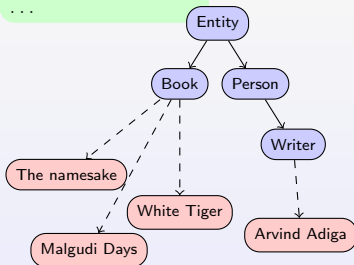 ...
Entity
Book
Person
Writer
The namesake
White Tiger
Arvind Adiga
Malgudi Days